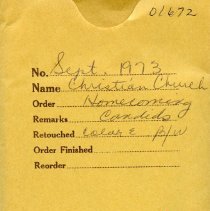 01672
No. Sept. 1973
Name Christian Church
Order Homecoming
Remarks Candids
Retouched Color & B/W
Order Finished
Reorder